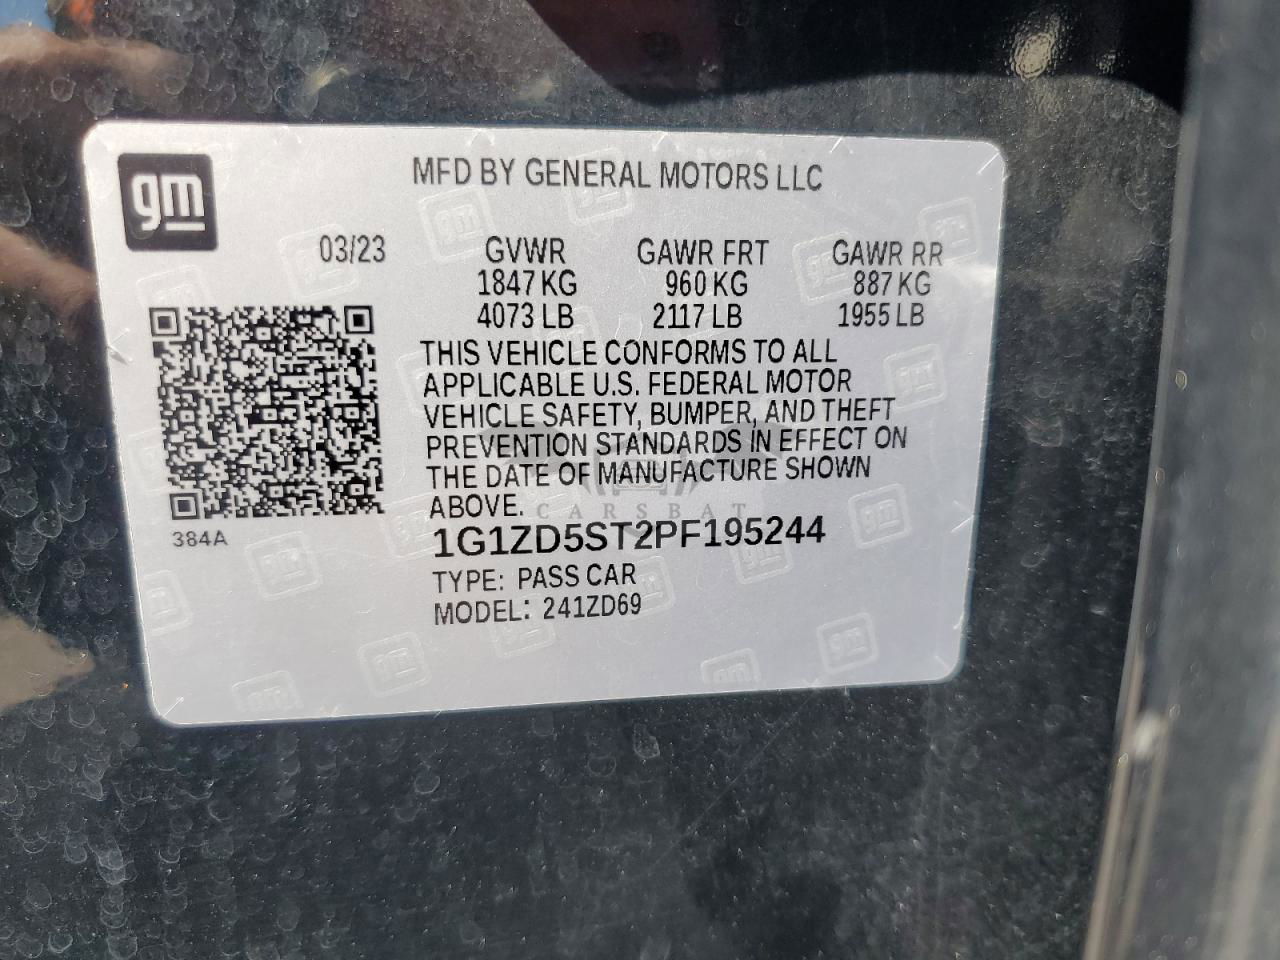 gm
MFD BY GENERAL MOTORS LLC
03/23 GVWR GAWR FRT GAWR RR
1847 KG 960 KG 887 KG
4073 LB 2117 LB 1955 LB
THIS VEHICLE CONFORMS TO ALL
APPLICABLE U.S. FEDERAL MOTOR
VEHICLE SAFETY, BUMPER, AND THEFT
PREVENTION STANDARDS IN EFFECT ON
THE DATE OF MANUFACTURE SHOWN
ABOVE.
CARSBAT
384A
1G1ZD5ST2PF195244
TYPE: PASS CAR
MODEL: 241ZD69